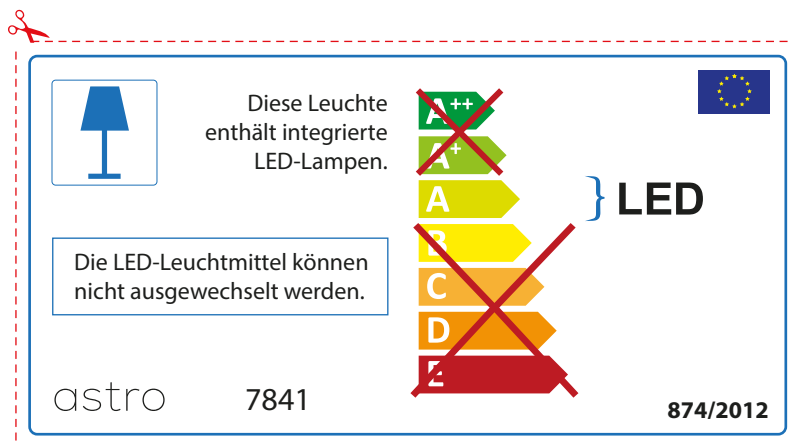 Diese Leuchte
enthält integrierte
LED-Lampen.
Die LED-Leuchtmittel können
nicht ausgewechselt werden.
astro
7841
A++
A+
A
B
C
D
E
LED
874/2012